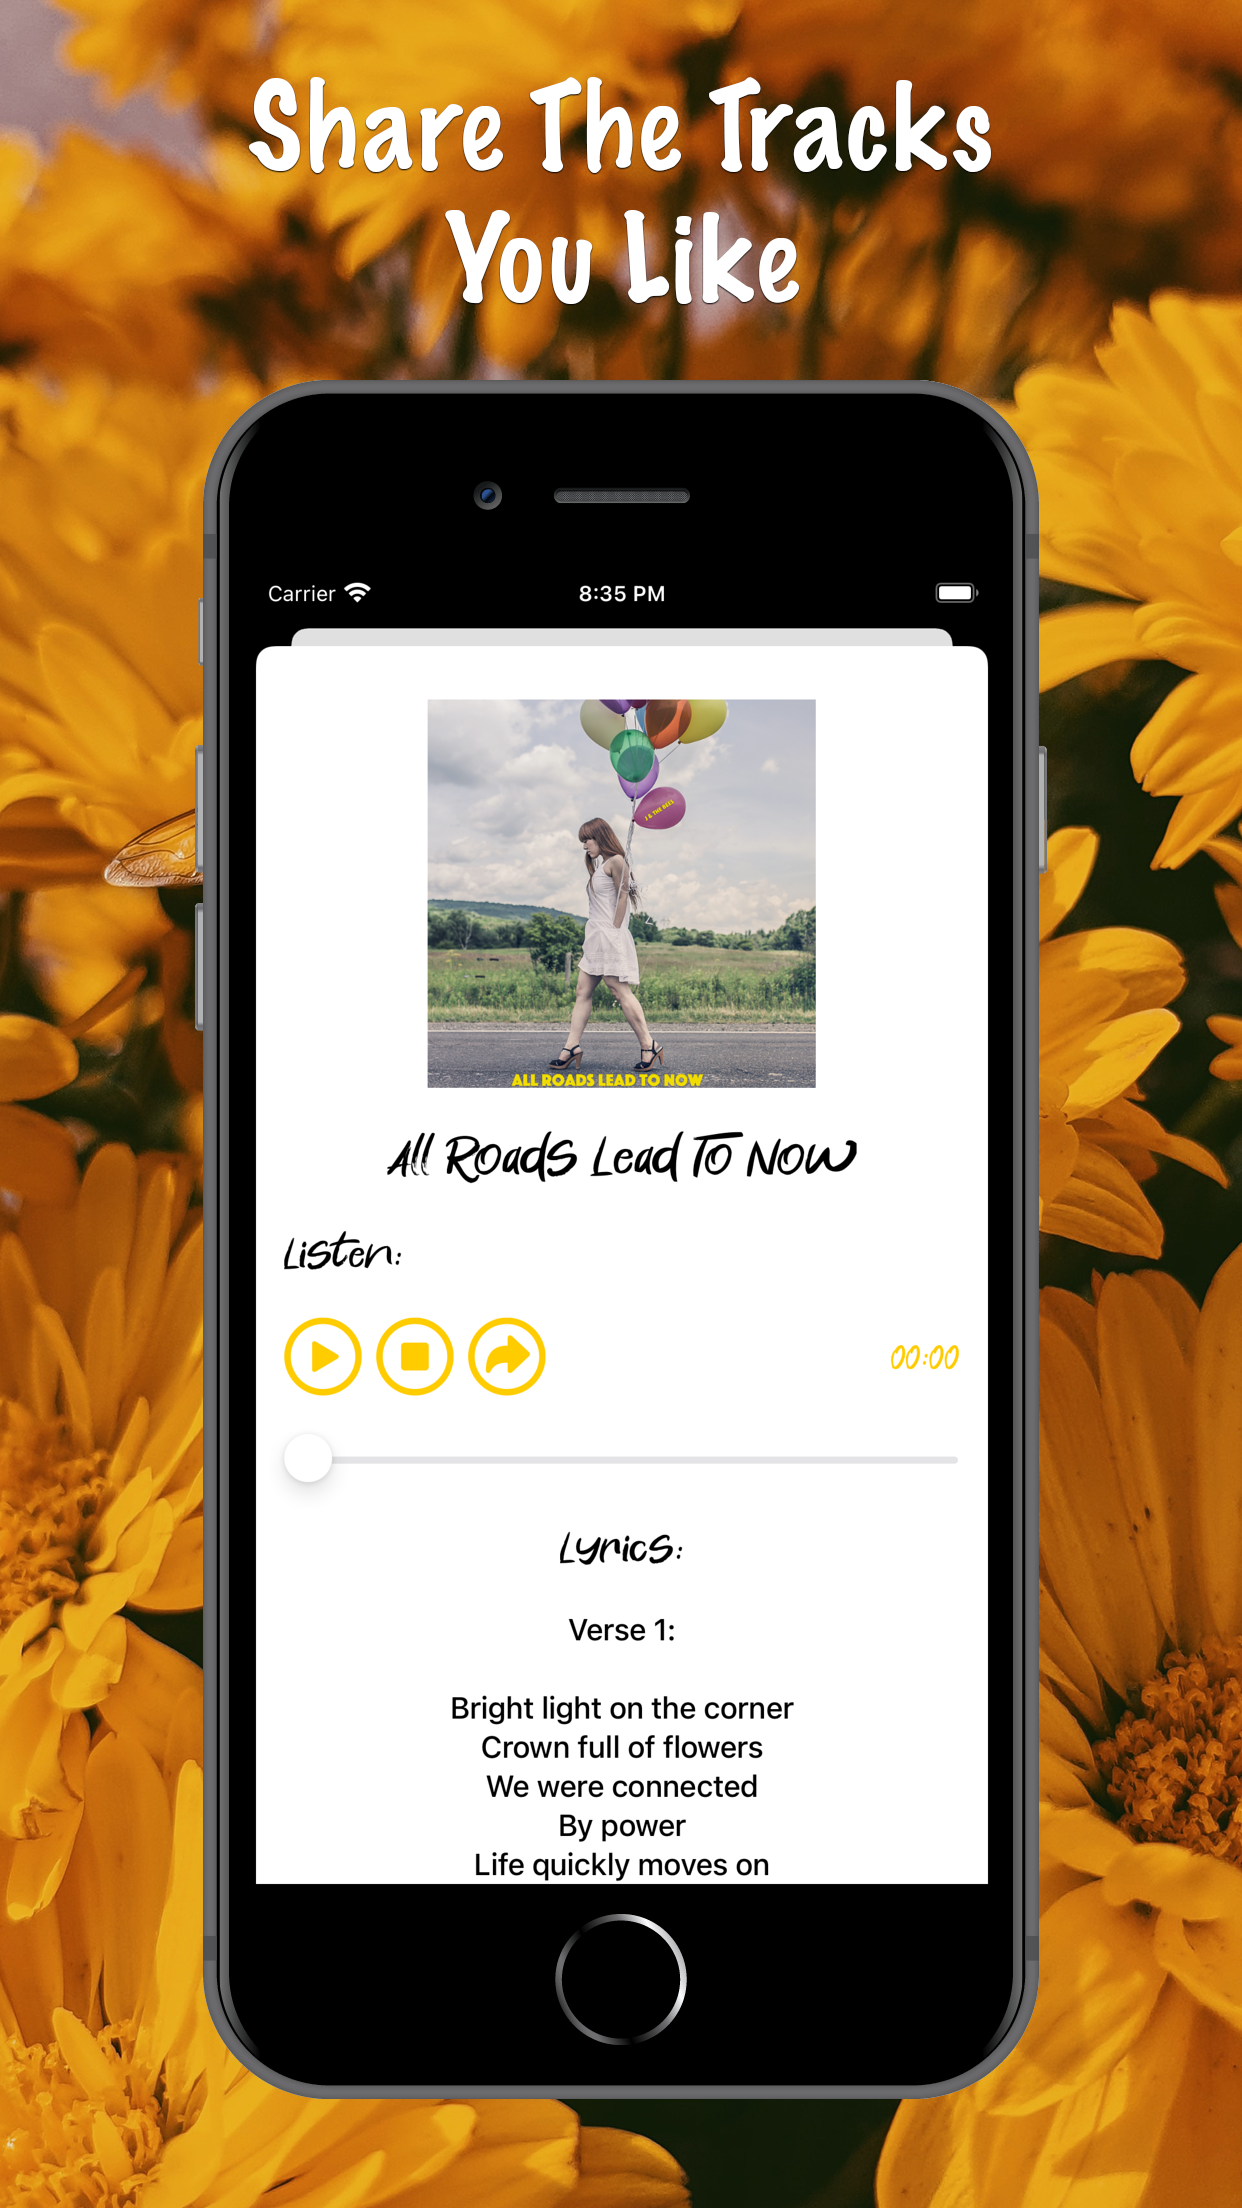 Share The Tracks
You Like
Carrier 8:35 PM
J & THE BEES
ALL ROADS LEAD TO NOW
All Roads Lead To Now
Listen:
00:00
Lyrics:
Verse 1:
Bright light on the corner
Crown full of flowers
We were connected
By power
Life quickly moves on